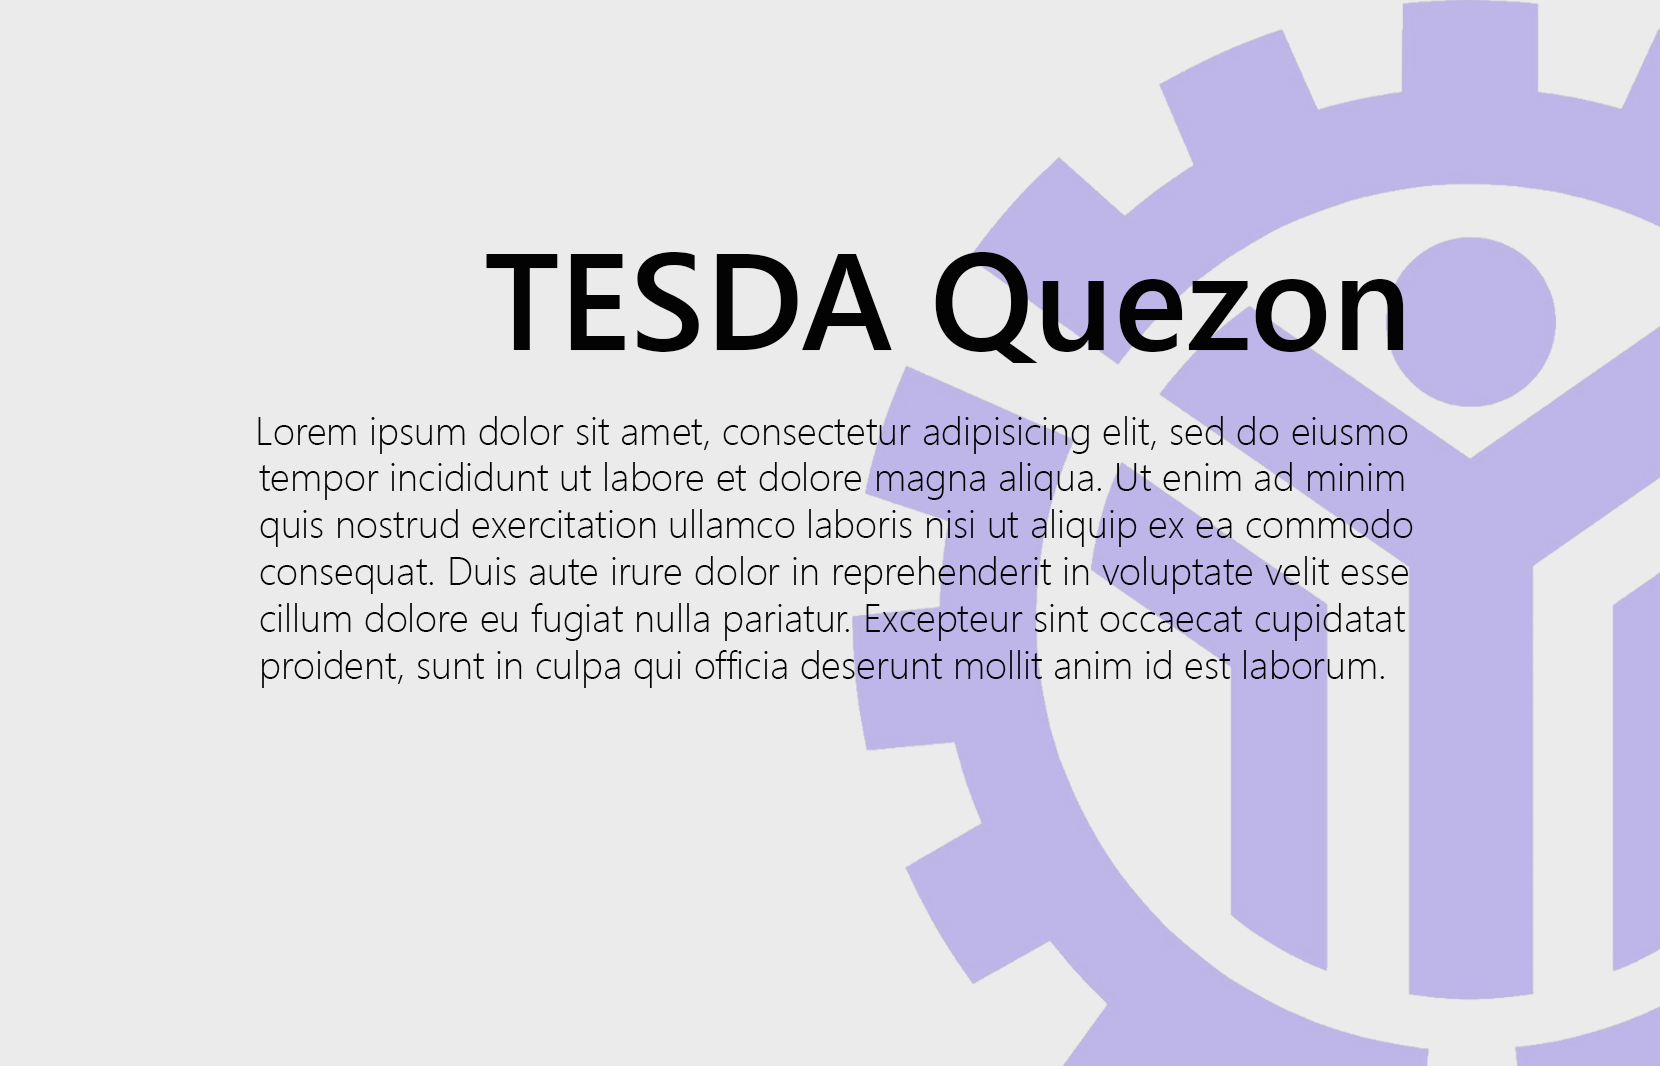 TESDA Quezon
Lorem ipsum dolor sit amet, consectetur adipisicing elit, sed do eiusmo
tempor incididunt ut labore et dolore magna aliqua. Ut enim ad minim
quis nostrud exercitation ullamco laboris nisi ut aliquip ex ea commodo
consequat. Duis aute irure dolor in reprehenderit in voluptate velit esse
cillum dolore eu fugiat nulla pariatur. Excepteur sint occaecat cupidatat
proident, sunt in culpa qui officia deserunt mollit anim id est laborum.